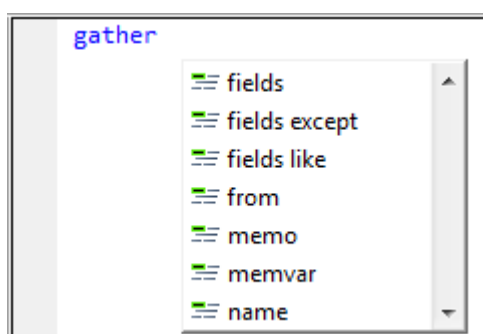 gather
fields
fields except
fields like
from
memo
memvar
name